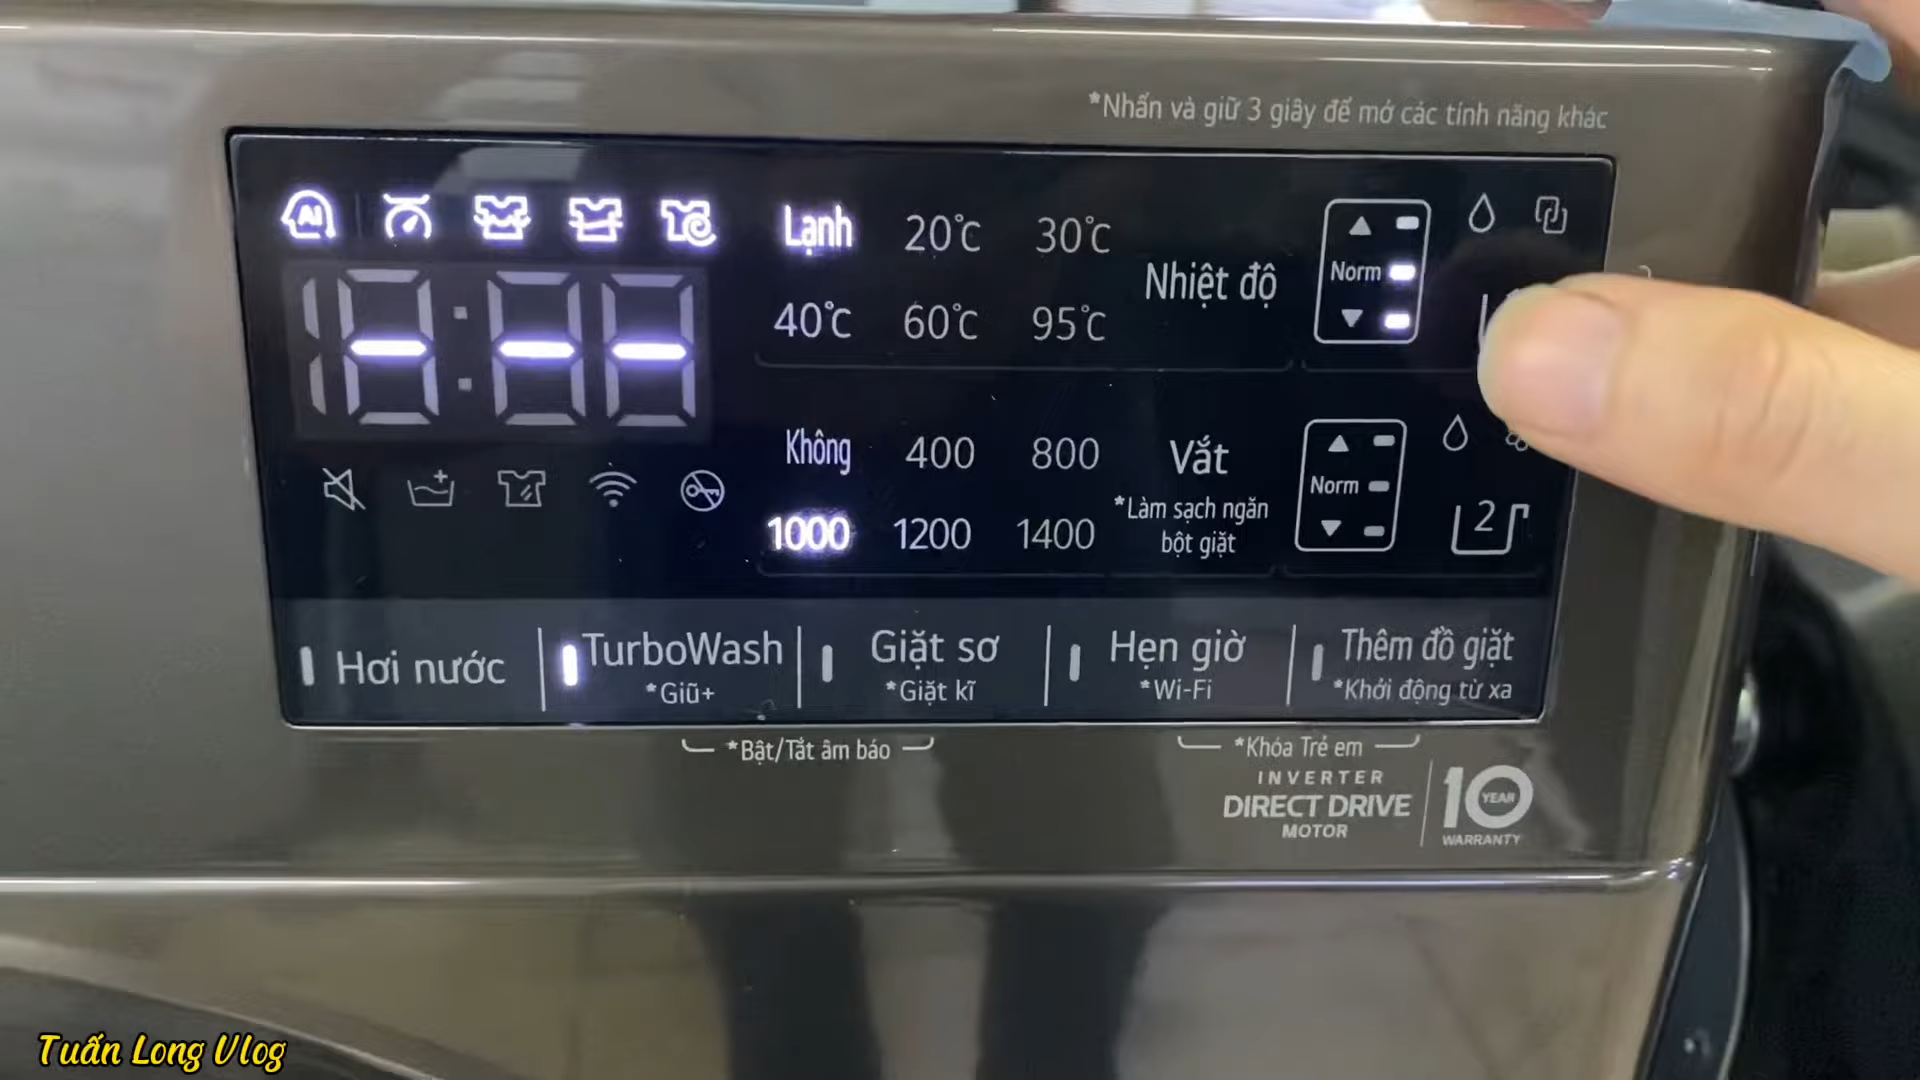 *Nhấn và giữ 3 giây để mở các tính năng khác
AI
Lạnh 20°C 30°C
40°C 60°C 95°C
Nhiệt độ
Norm
Không 400 800
1000 1200 1400
Vắt
*Làm sạch ngăn
bột giặt
Norm
2
Hơi nước
TurboWash
*Giũ+
Giặt sơ
*Giặt kĩ
Hẹn giờ
*Wi-Fi
Thêm đồ giặt
*Khởi động từ xa
*Bật/Tắt âm báo
*Khóa Trẻ em
INVERTER
DIRECT DRIVE
MOTOR
10
YEAR
WARRANTY
Tuấn Long Vlog